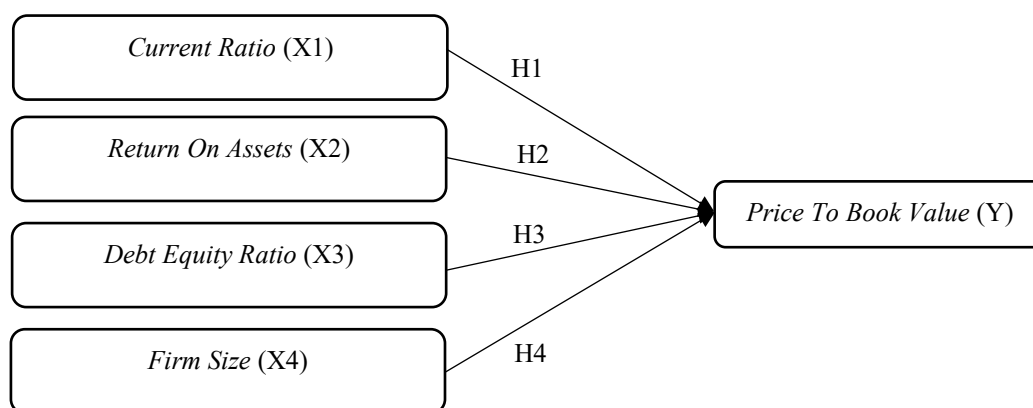 Current Ratio (X1)
H1
Return On Assets (X2)
H2
Price To Book Value (Y)
Debt Equity Ratio (X3)
H3
Firm Size (X4)
H4